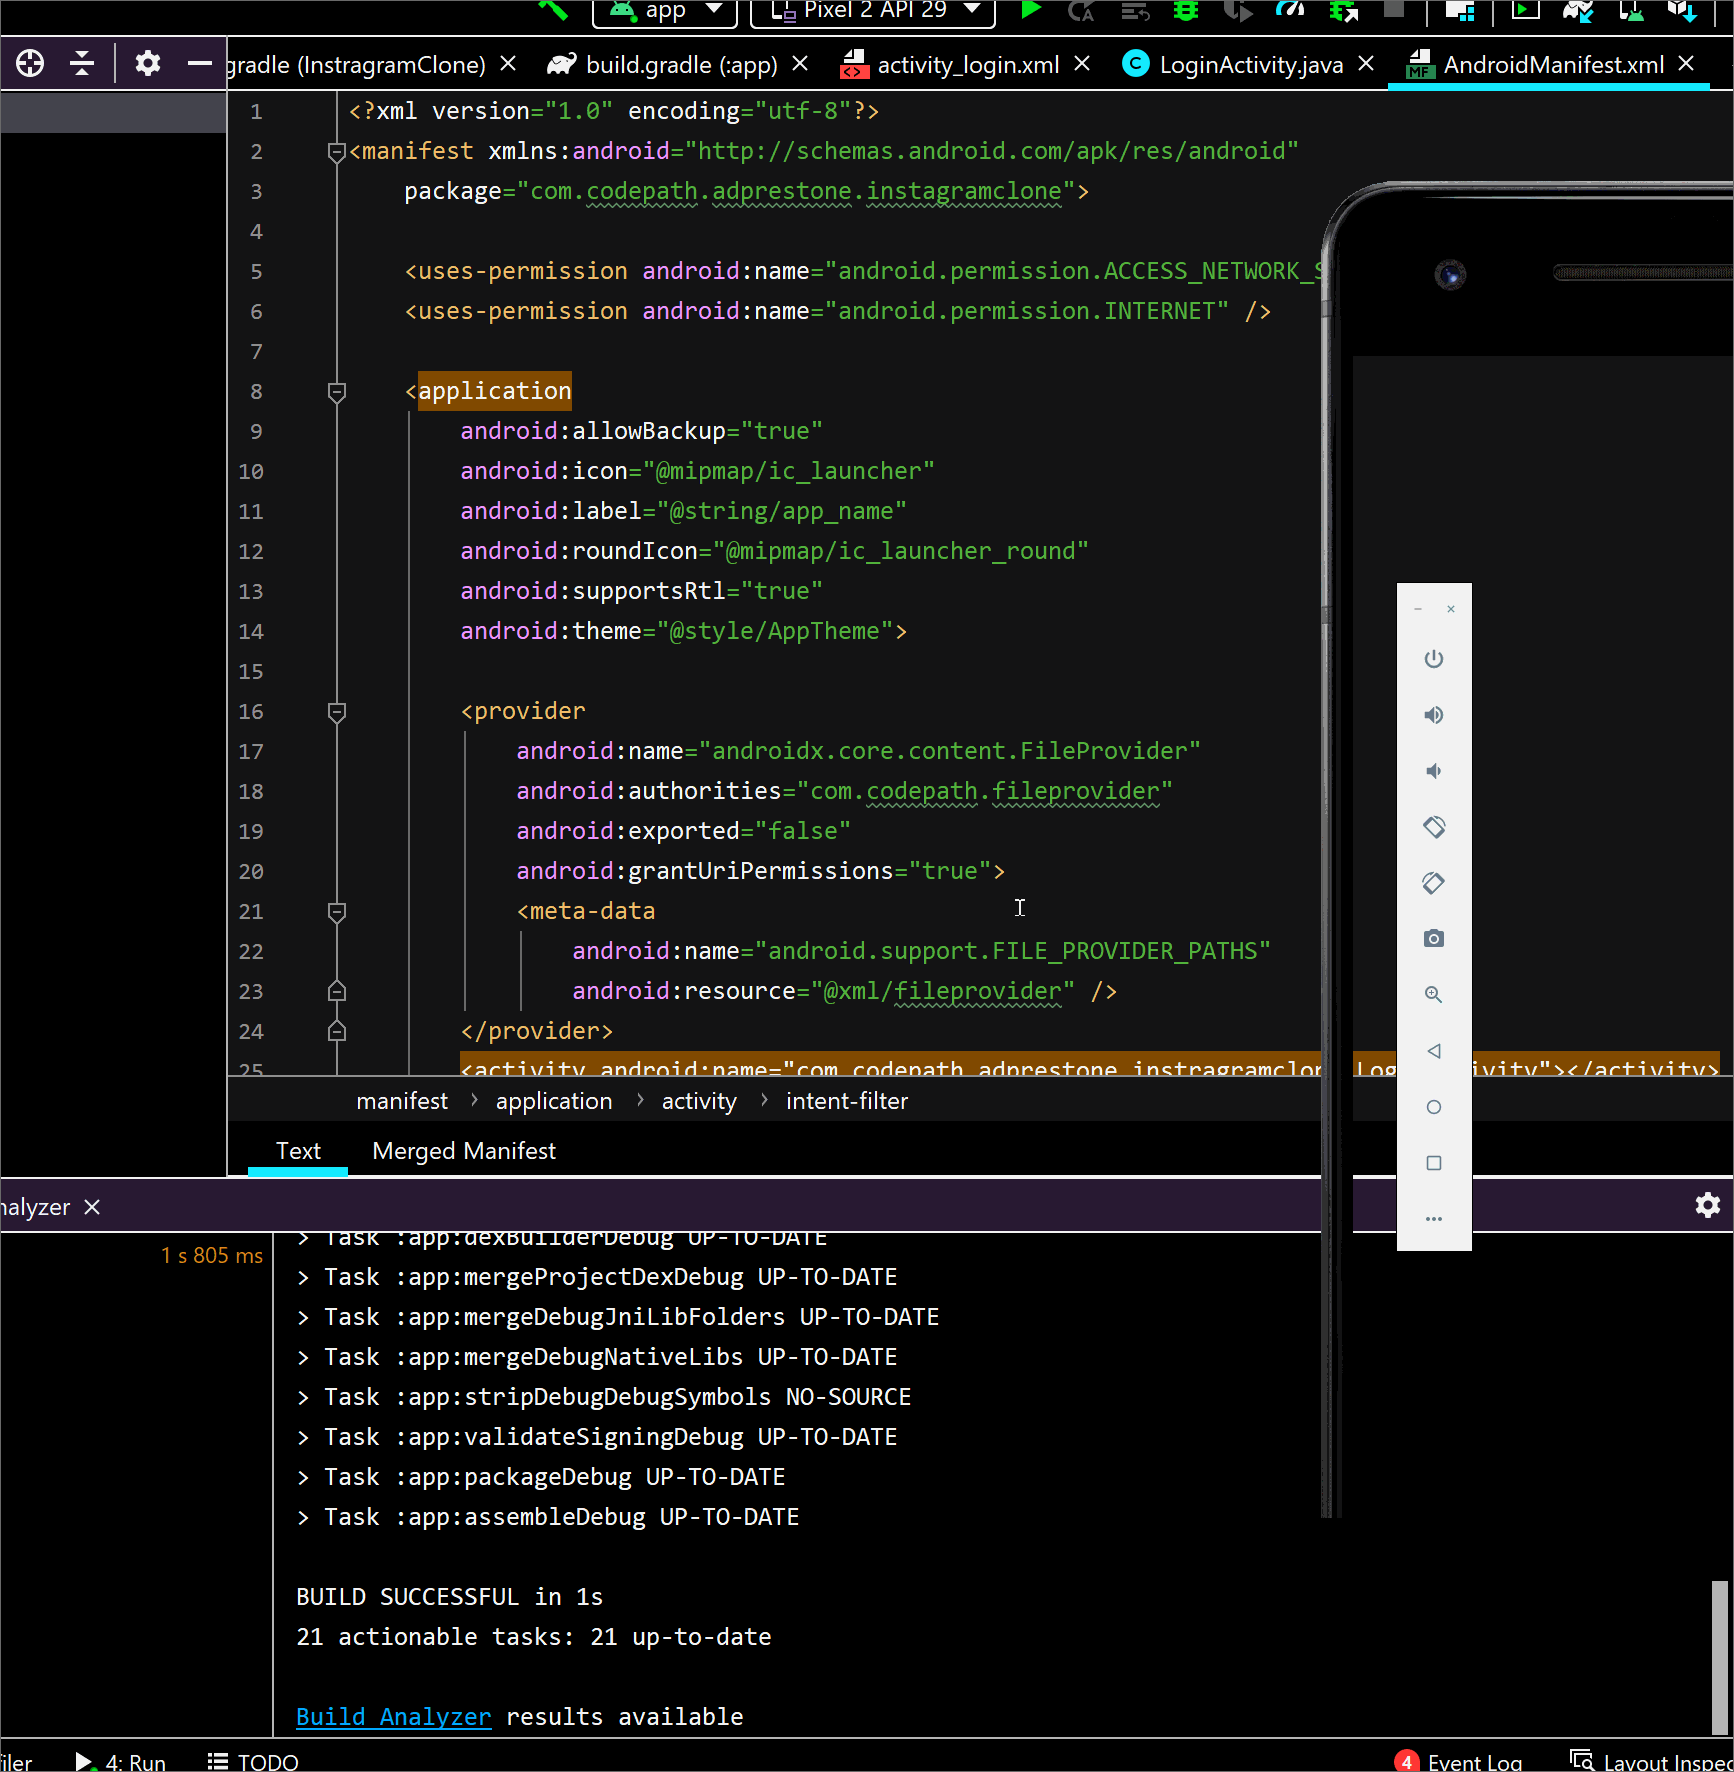 app
Pixel 2 API 29
gradle (InstragramClone)
build.gradle (:app)
activity_login.xml
LoginActivity.java
AndroidManifest.xml
1 <?xml version="1.0" encoding="utf-8"?>
2 <manifest xmlns:android="http://schemas.android.com/apk/res/android"
3 package="com.codepath.adprestone.instagramclone">
4
5 <uses-permission android:name="android.permission.ACCESS_NETWORK_S
6 <uses-permission android:name="android.permission.INTERNET" />
7
8 <application
9 android:allowBackup="true"
10 android:icon="@mipmap/ic_launcher"
11 android:label="@string/app_name"
12 android:roundIcon="@mipmap/ic_launcher_round"
13 android:supportsRtl="true"
14 android:theme="@style/AppTheme">
15
16 <provider
17 android:name="androidx.core.content.FileProvider"
18 android:authorities="com.codepath.fileprovider"
19 android:exported="false"
20 android:grantUriPermissions="true">
21 <meta-data
22 android:name="android.support.FILE_PROVIDER_PATHS"
23 android:resource="@xml/fileprovider" />
24 </provider>
25 <activity android:name="com.codepath.adprestone.instragramclon Log ivity"></activity>
manifest > application > activity > intent-filter
Text Merged Manifest
nalyzer
1 s 805 ms
> Task :app:dexBuilderDebug UP-TO-DATE
> Task :app:mergeProjectDexDebug UP-TO-DATE
> Task :app:mergeDebugJniLibFolders UP-TO-DATE
> Task :app:mergeDebugNativeLibs UP-TO-DATE
> Task :app:stripDebugDebugSymbols NO-SOURCE
> Task :app:validateSigningDebug UP-TO-DATE
> Task :app:packageDebug UP-TO-DATE
> Task :app:assembleDebug UP-TO-DATE
BUILD SUCCESSFUL in 1s
21 actionable tasks: 21 up-to-date
Build Analyzer results available
iler
4: Run
TODO
4 Event Log
Layout Inspec